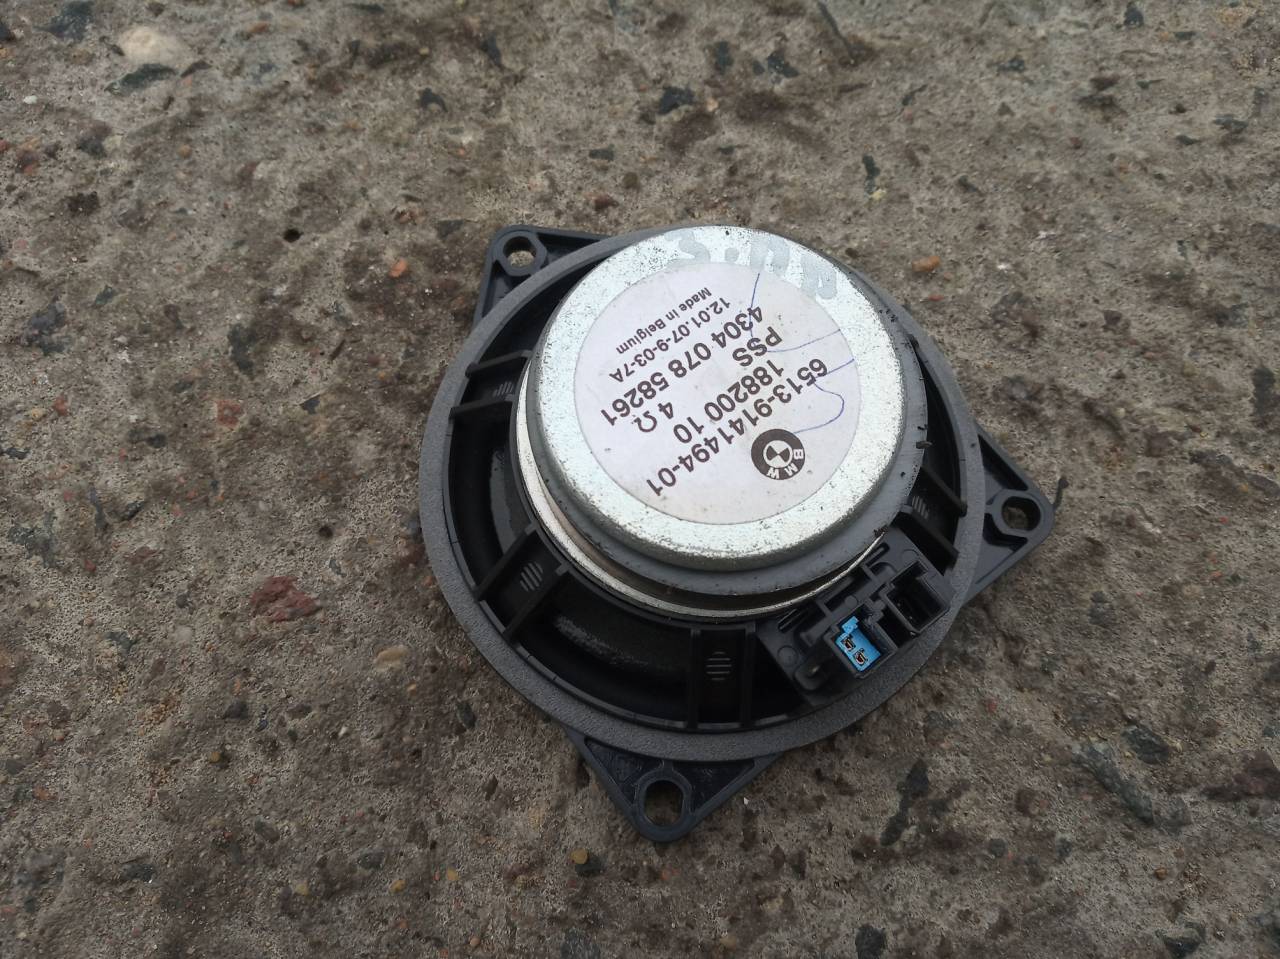 BMW
6513-9141494-01
188200 10
PSS 4 Ω
4304 078 58261
12.01.07-9-03-7A
Made in Belgium